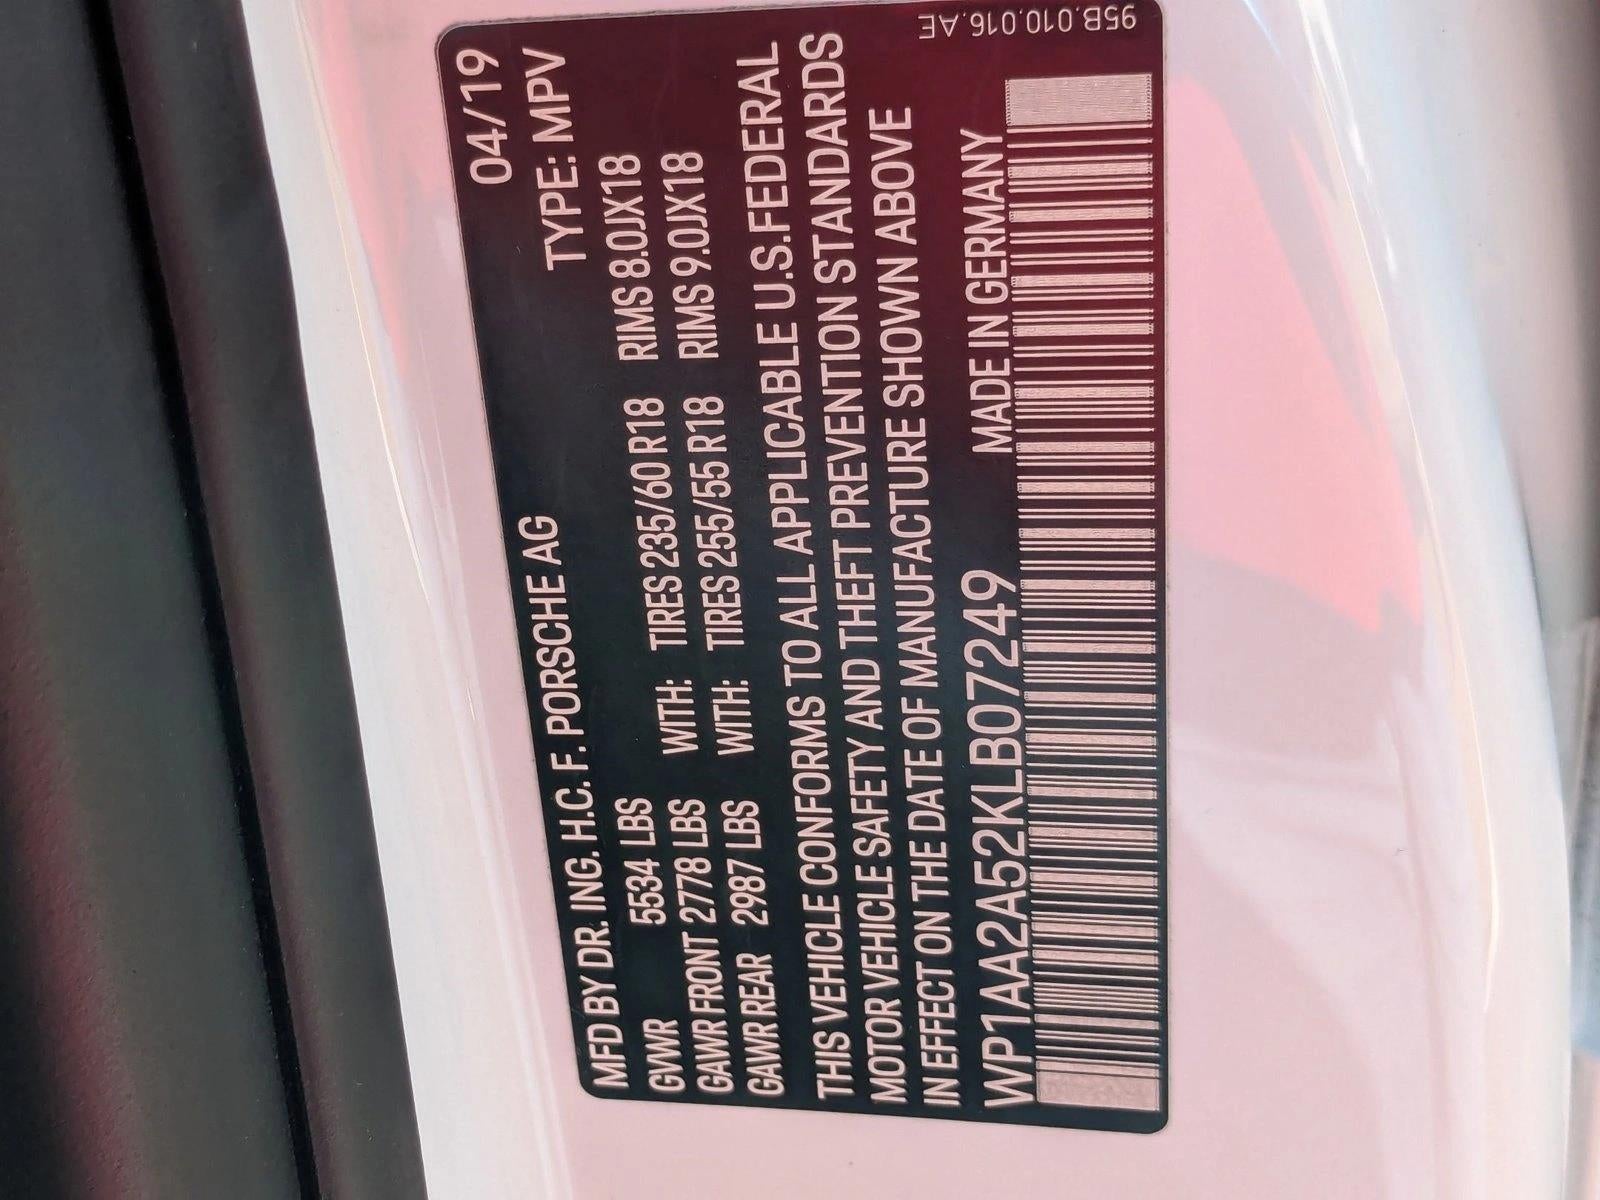 95B.010.016.AE
04/19
MFD BY DR. ING. H.C. F. PORSCHE AG TYPE: MPV
GVWR 5534 LBS WITH: TIRES 235/60 R18 RIMS 8.0JX18
GAWR FRONT 2778 LBS WITH: TIRES 255/55 R18 RIMS 9.0JX18
GAWR REAR 2987 LBS
THIS VEHICLE CONFORMS TO ALL APPLICABLE U.S.FEDERAL
MOTOR VEHICLE SAFETY AND THEFT PREVENTION STANDARDS
IN EFFECT ON THE DATE OF MANUFACTURE SHOWN ABOVE
WP1AA2A52KLB07249 MADE IN GERMANY